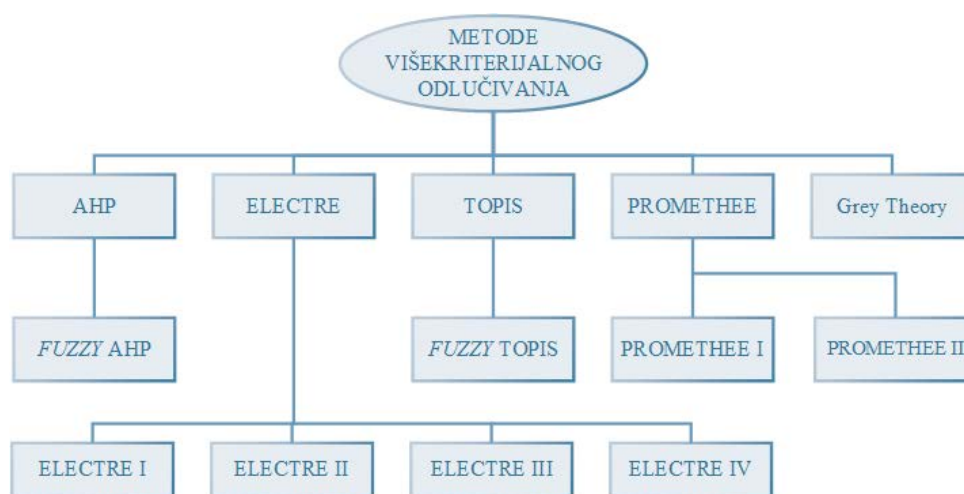 METODE
VIŠEKRITERIJALNOG
ODLUČIVANJA
AHP
ELECTRE
TOPIS
PROMETHEE
Grey Theory
FUZZY AHP
FUZZY TOPIS
PROMETHEE I
PROMETHEE II
ELECTRE I
ELECTRE II
ELECTRE III
ELECTRE IV